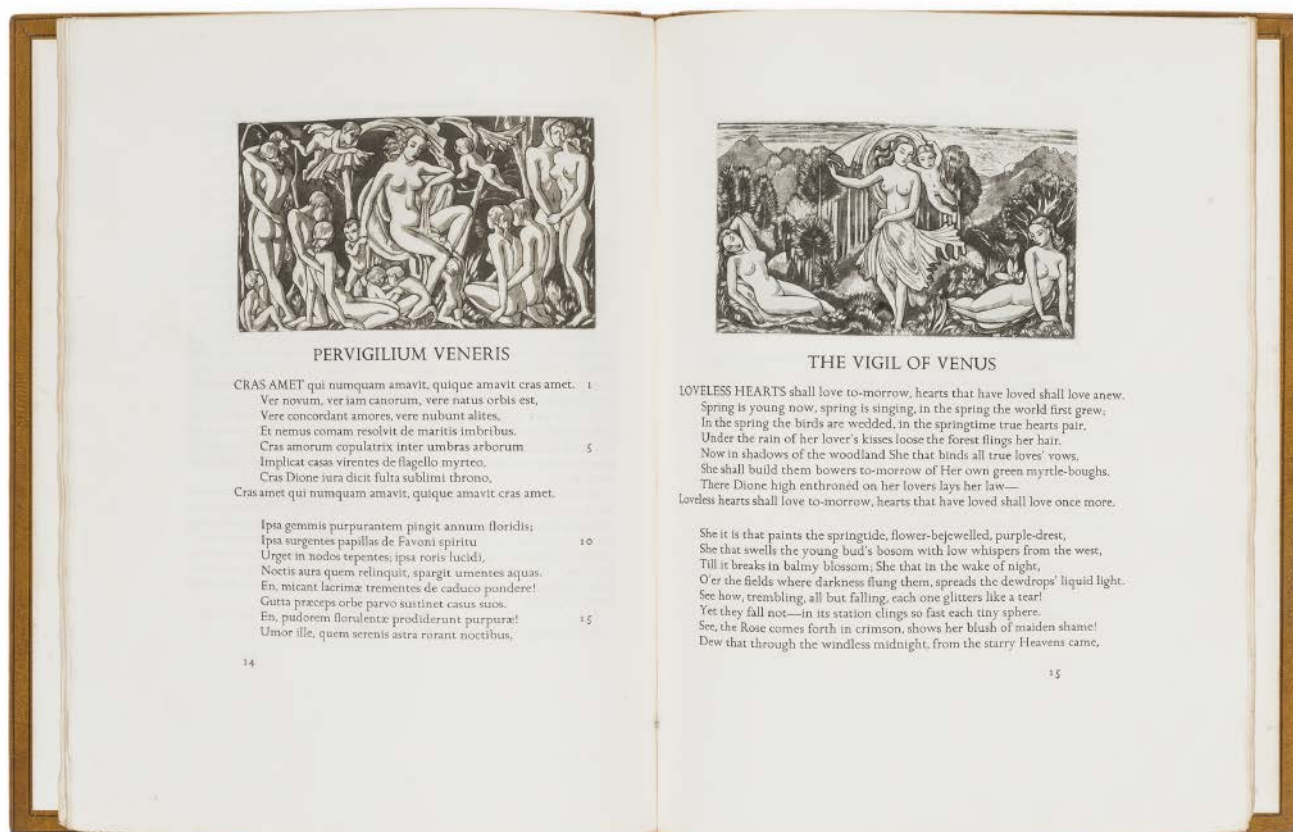 PERVIGILIUM VENERIS
CRAS AMET qui numquam amavit, quique amavit cras amet. 1
Ver novum, ver iam canorum, vere natus orbis est,
Vere concordant amores, vere nubunt alites,
Et nemus comam resolvit de maritis imbribus.
Cras amorum copulatrix inter umbras arborum 5
Implicat casas virentes de flagello myrteo,
Cras Dione iura dicit fulta sublimi throno,
Cras amet qui numquam amavit, quique amavit cras amet.
Ipsa gemmis purpurantem pingit annum floridis;
Ipsa surgentes papillas de Favoni spiritu 10
Urget in nodos tepentes; ipsa roris lucidi,
Noctis aura quem relinquit, spargit umentes aquas.
En, micant lacrimæ trementes de caduco pondere!
Gutta præceps orbe parvo sustinet casus suos.
En, pudorem florulentæ prodiderunt purpuræ! 15
Umor ille, quem serenis astra rorant noctibus,
14
THE VIGIL OF VENUS
LOVELESS HEARTS shall love to-morrow, hearts that have loved shall love anew.
Spring is young now, spring is singing, in the spring the world first grew;
In the spring the birds are wedded, in the springtime true hearts pair,
Under the rain of her lover's kisses loose the forest flings her hair.
Now in shadows of the woodland She that binds all true loves' vows,
She shall build them bowers to-morrow of Her own green myrtle-boughs.
There Dione high enthroned on her lovers lays her law—
Loveless hearts shall love to-morrow, hearts that have loved shall love once more.
She it is that paints the springtide, flower-bejewelled, purple-drest,
She that swells the young bud's bosom with low whispers from the west,
Till it breaks in balmy blossom; She that in the wake of night,
O'er the fields where darkness flung them, spreads the dewdrops' liquid light.
See how, trembling, all but falling, each one glitters like a tear!
Yet they fall not—in its station clings so fast each tiny sphere.
See, the Rose comes forth in crimson, shows her blush of maiden shame!
Dew that through the windless midnight, from the starry Heavens came,
15